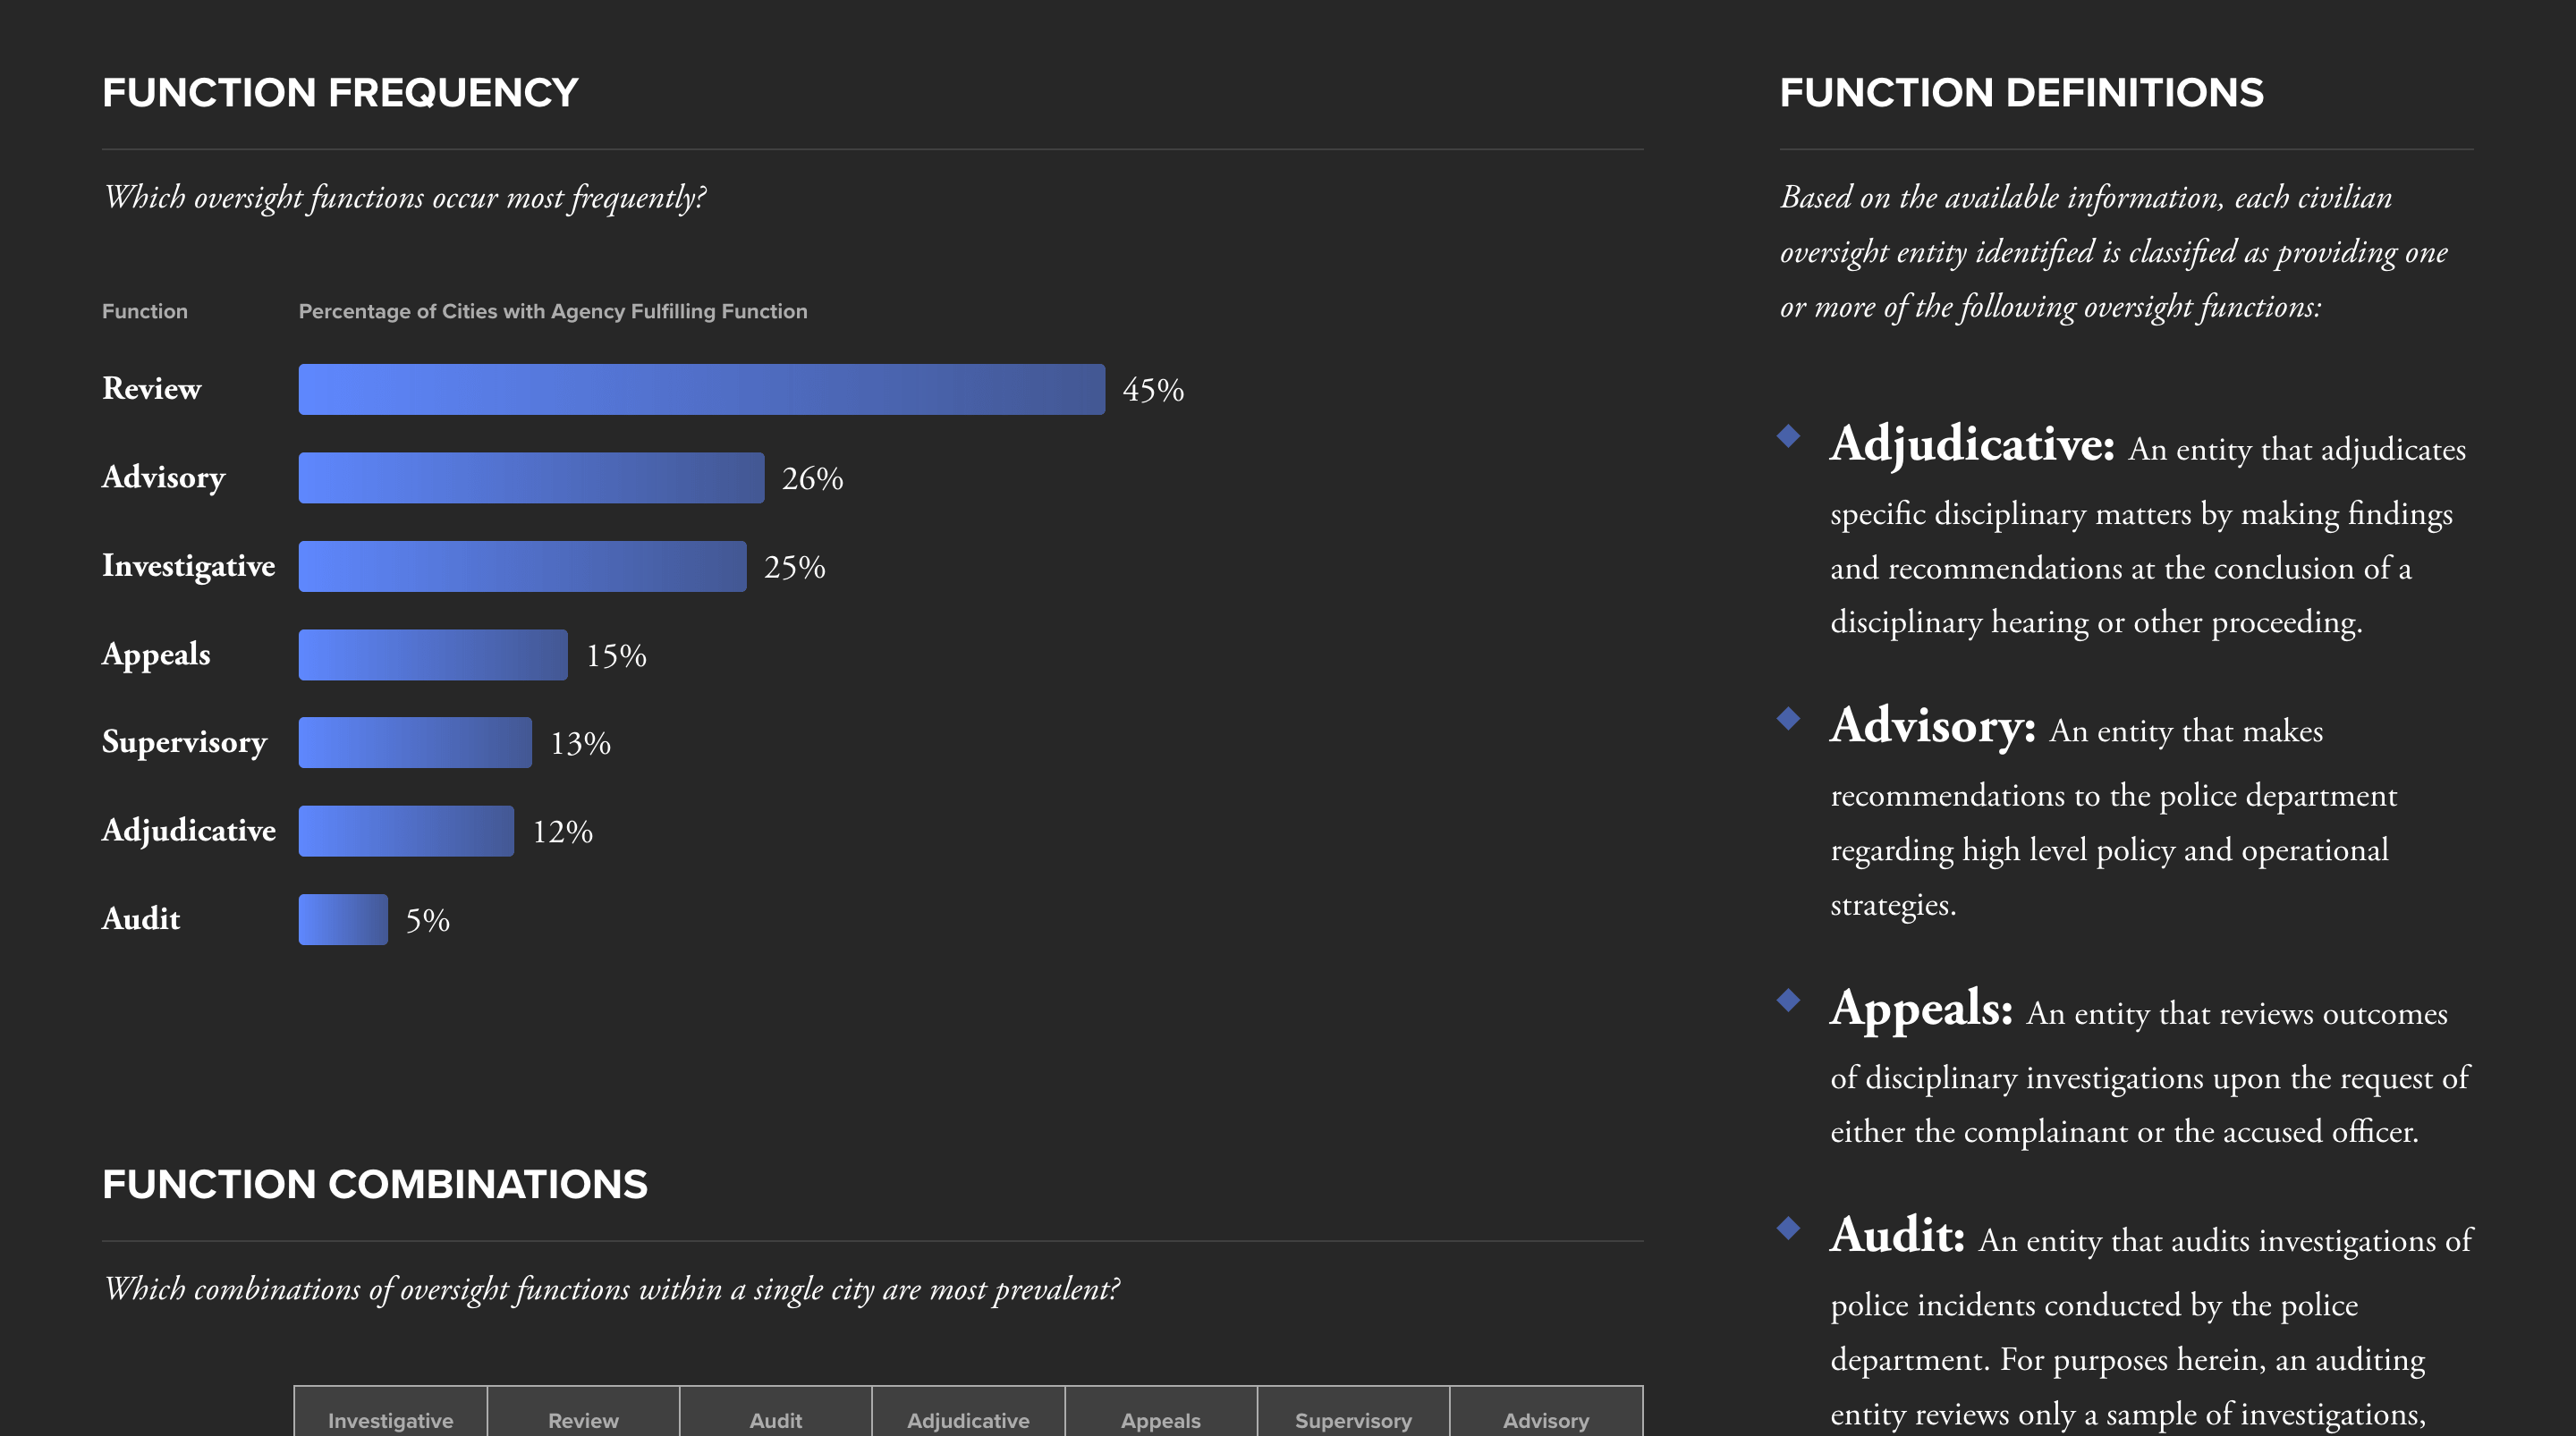 FUNCTION FREQUENCY
Which oversight functions occur most frequently?
Function Percentage of Cities with Agency Fulfilling Function
Review 45%
Advisory 26%
Investigative 25%
Appeals 15%
Supervisory 13%
Adjudicative 12%
Audit 5%
FUNCTION COMBINATIONS
Which combinations of oversight functions within a single city are most prevalent?
Investigative Review Audit Adjudicative Appeals Supervisory Advisory
FUNCTION DEFINITIONS
Based on the available information, each civilian
oversight entity identified is classified as providing one
or more of the following oversight functions:
Adjudicative: An entity that adjudicates
specific disciplinary matters by making findings
and recommendations at the conclusion of a
disciplinary hearing or other proceeding.
Advisory: An entity that makes
recommendations to the police department
regarding high level policy and operational
strategies.
Appeals: An entity that reviews outcomes
of disciplinary investigations upon the request of
either the complainant or the accused officer.
Audit: An entity that audits investigations of
police incidents conducted by the police
department. For purposes herein, an auditing
entity reviews only a sample of investigations,